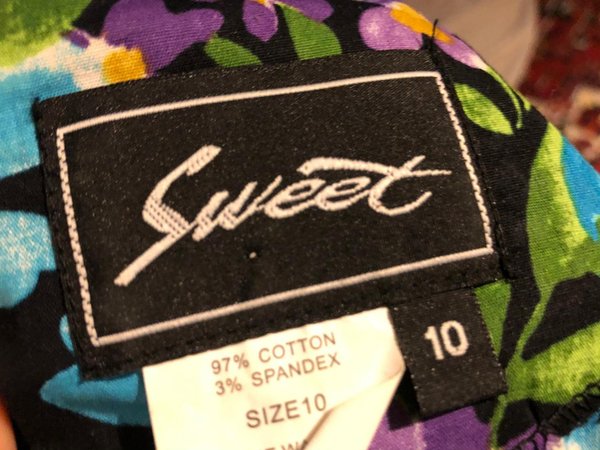 Sweet
10
97% COTTON
3% SPANDEX
SIZE10